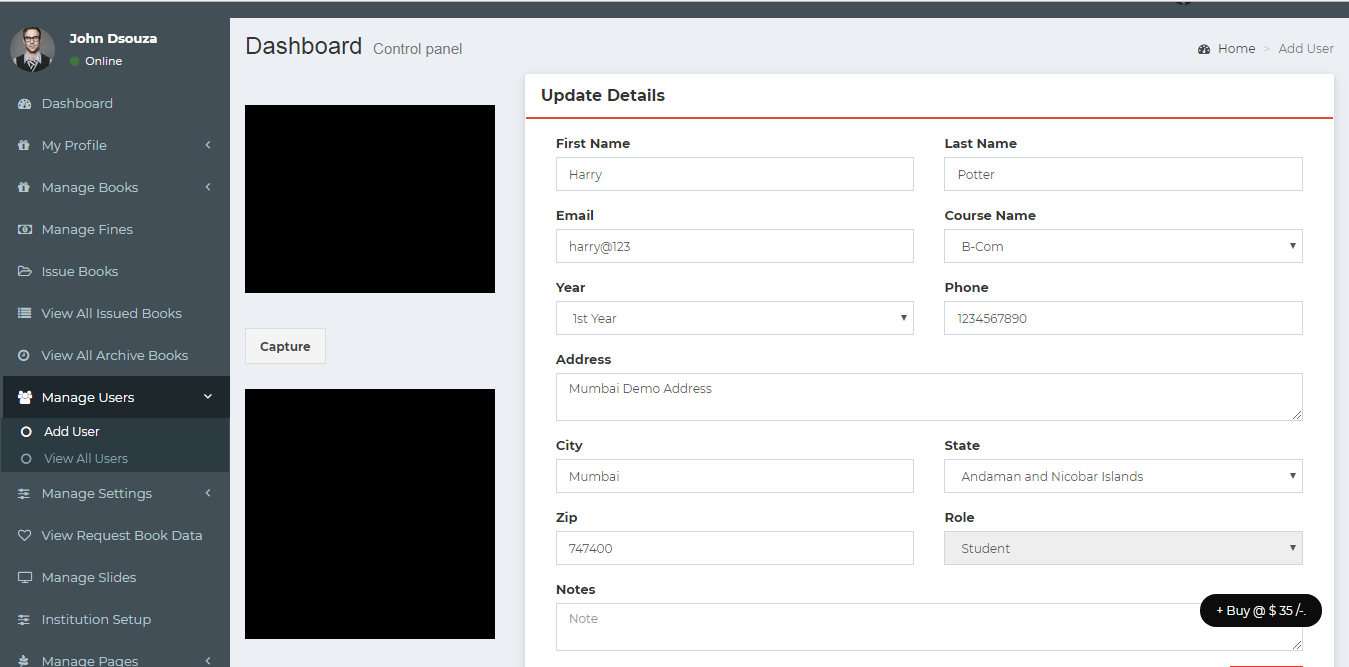 John Dsouza
Online
Dashboard
My Profile
Manage Books
Manage Fines
Issue Books
View All Issued Books
View All Archive Books
Manage Users
Add User
View All Users
Manage Settings
View Request Book Data
Manage Slides
Institution Setup
Manage Pages
Dashboard Control panel
Home > Add User
Capture
Update Details
First Name
Harry
Last Name
Potter
Email
harry@123
Course Name
B-Com
Year
1st Year
Phone
1234567890
Address
Mumbai Demo Address
City
Mumbai
State
Andaman and Nicobar Islands
Zip
747400
Role
Student
Notes
Note
+ Buy @ $ 35 /-.